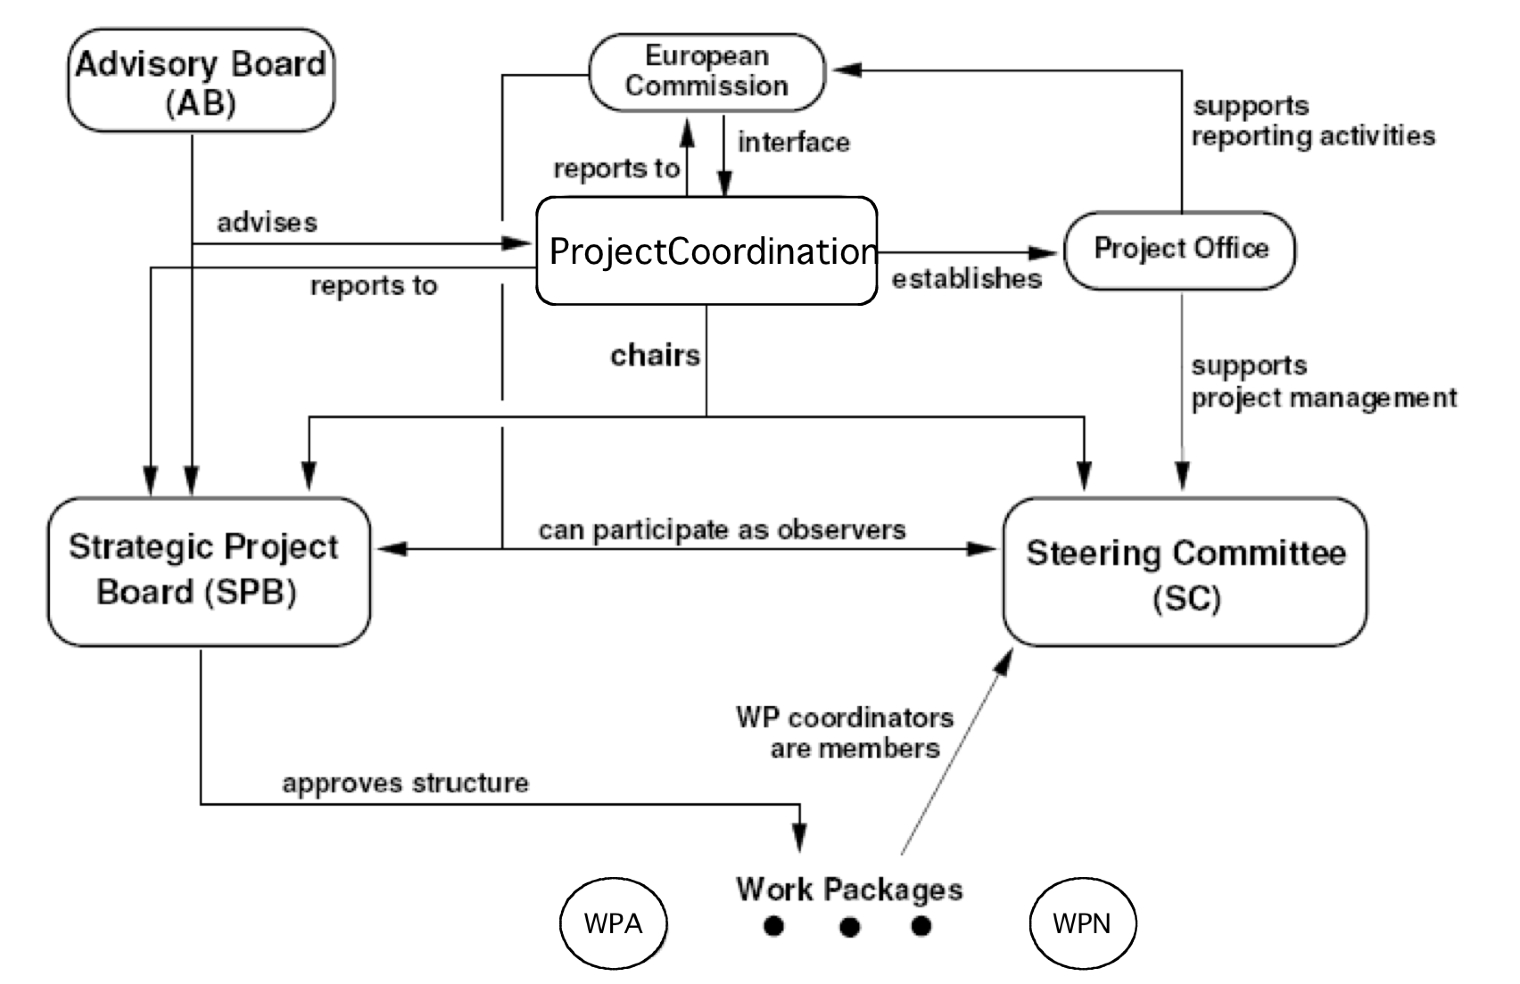 Advisory Board
(AB)
European
Commission
supports
reporting activities
interface
reports to
advises
ProjectCoordination
Project Office
establishes
reports to
chairs
supports
project management
Strategic Project
Board (SPB)
can participate as observers
Steering Committee
(SC)
WP coordinators
are members
approves structure
Work Packages
WPA
WPN